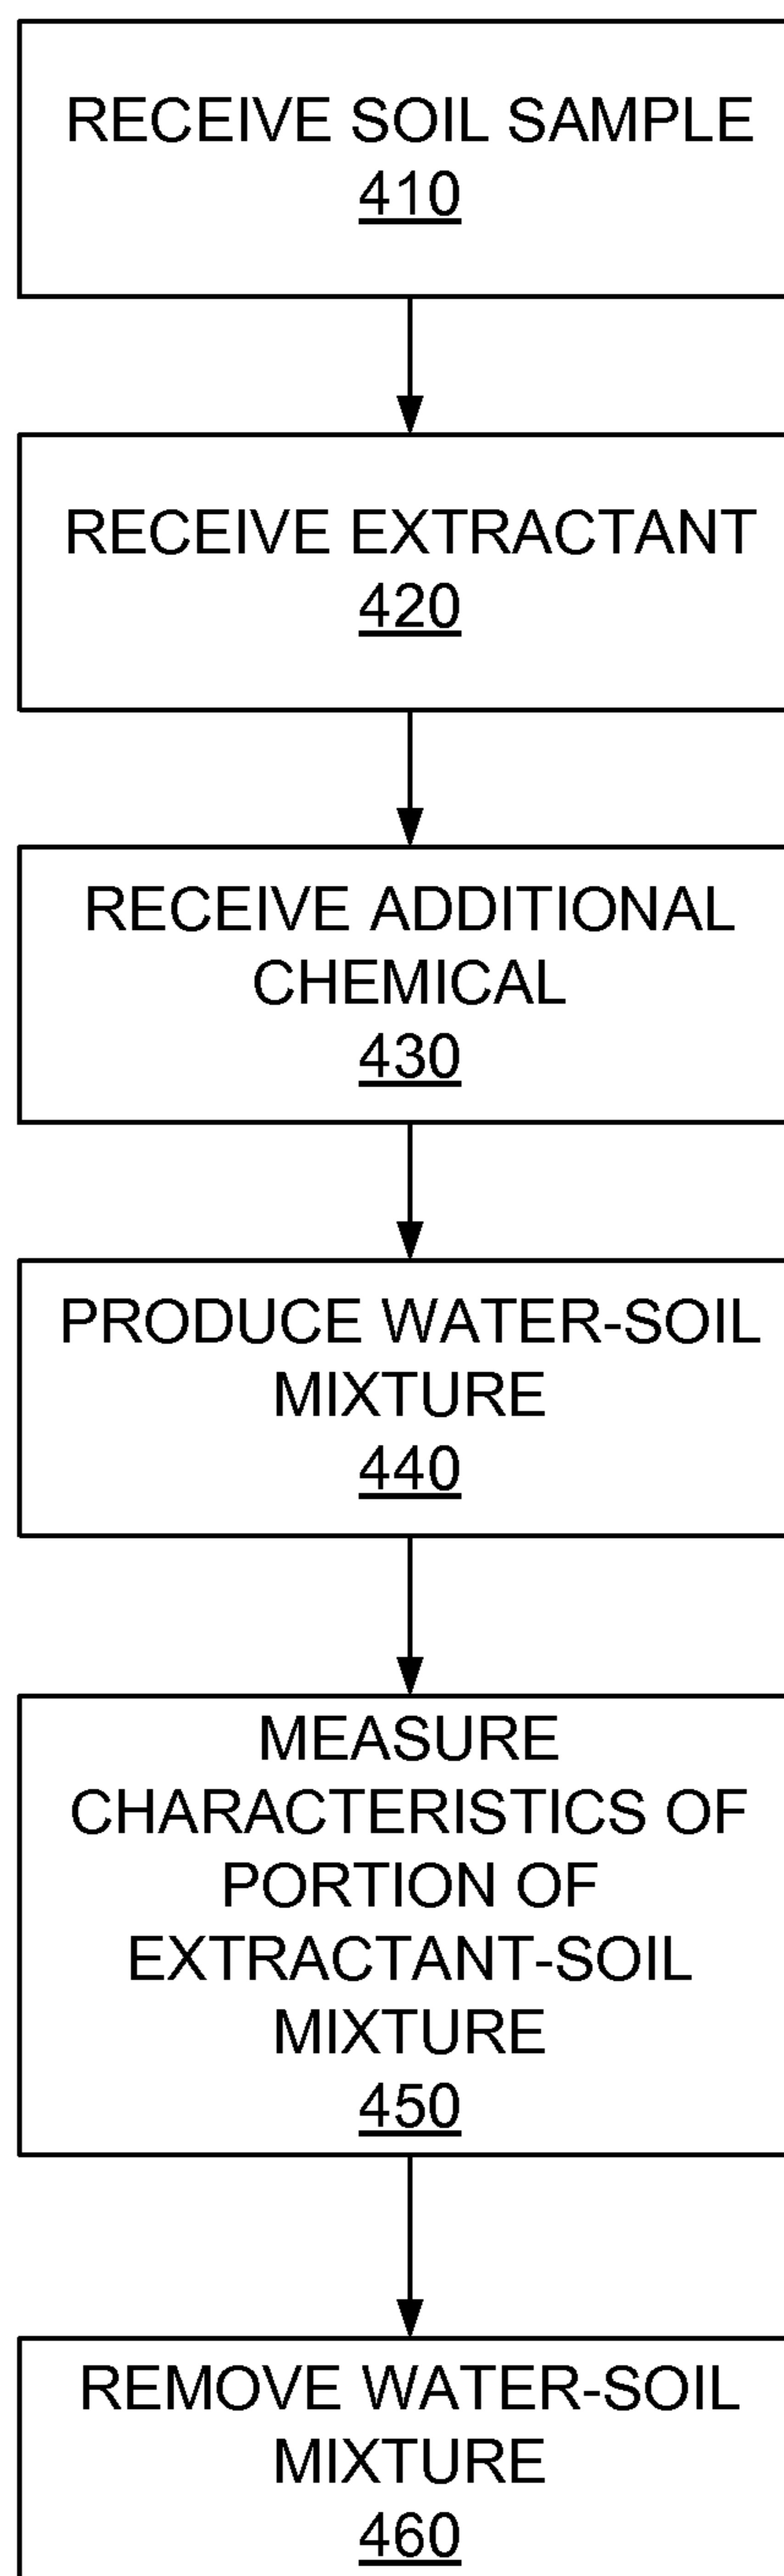 RECEIVE SOIL SAMPLE
410
RECEIVE EXTRACTANT
420
RECEIVE ADDITIONAL
CHEMICAL
430
PRODUCE WATER-SOIL
MIXTURE
440
MEASURE
CHARACTERISTICS OF
PORTION OF
EXTRACTANT-SOIL
MIXTURE
450
REMOVE WATER-SOIL
MIXTURE
460